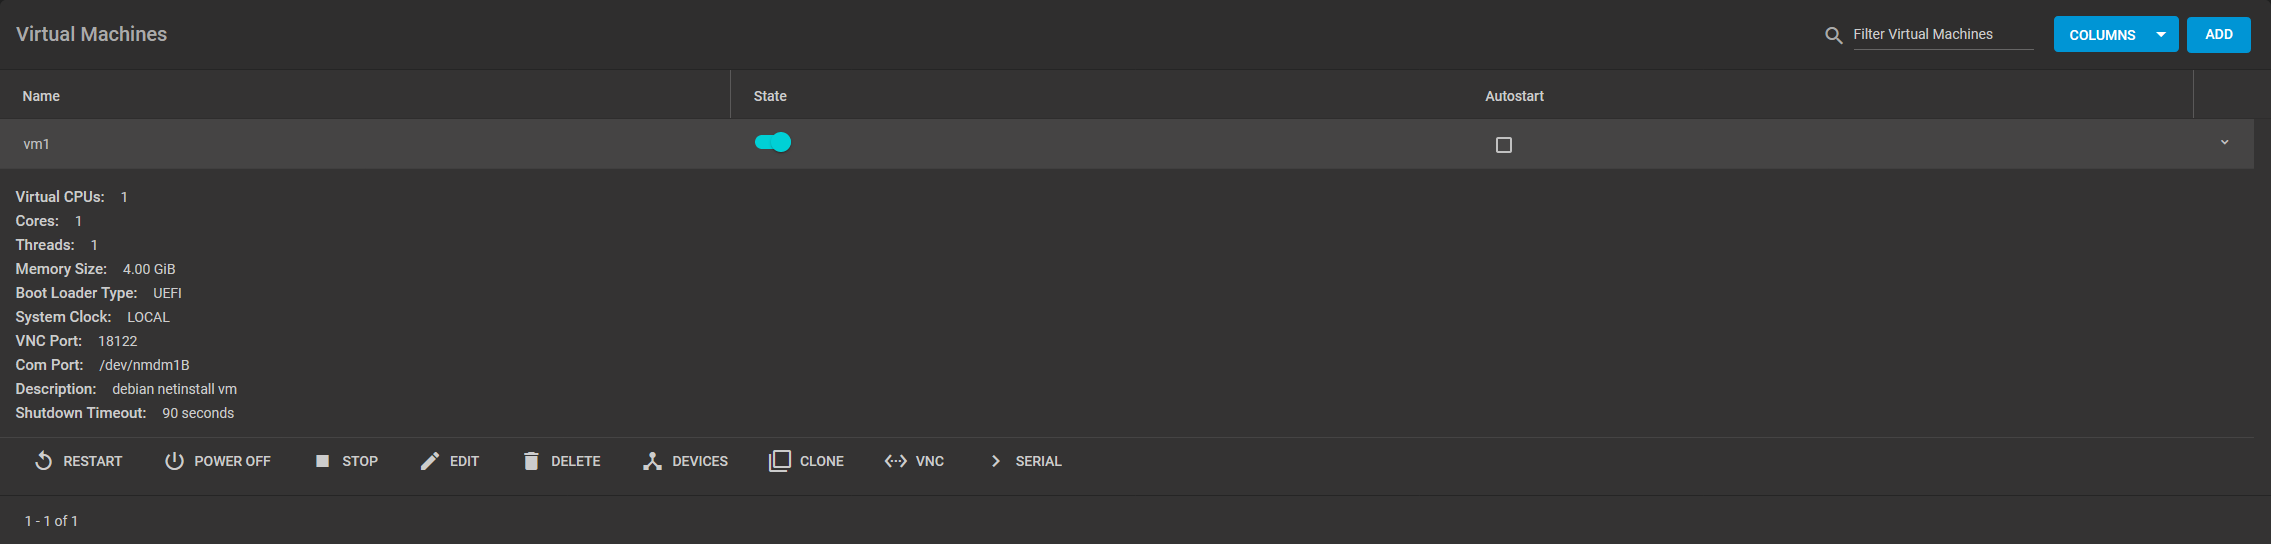 Virtual Machines
Filter Virtual Machines COLUMNS ADD
Name State Autostart
vm1
Virtual CPUs: 1
Cores: 1
Threads: 1
Memory Size: 4.00 GiB
Boot Loader Type: UEFI
System Clock: LOCAL
VNC Port: 18122
Com Port: /dev/nmdm1B
Description: debian netinstall vm
Shutdown Timeout: 90 seconds
RESTART POWER OFF STOP EDIT DELETE DEVICES CLONE VNC SERIAL
1 - 1 of 1